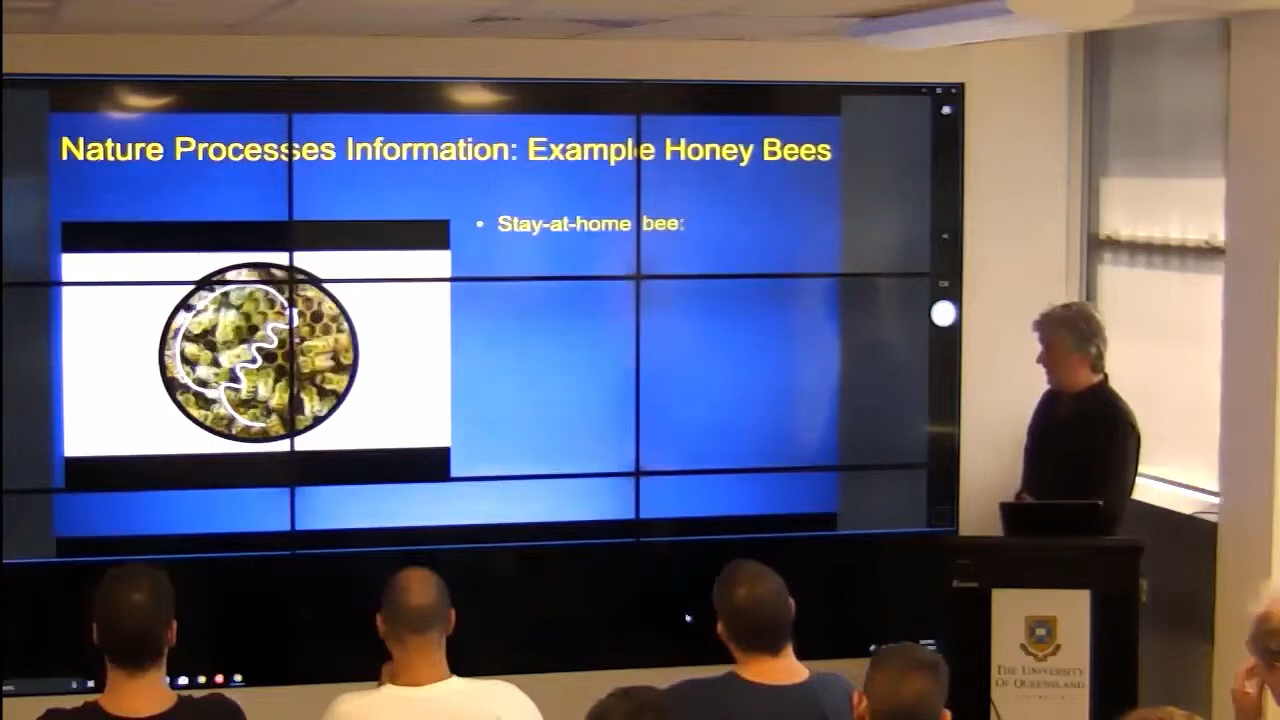 Nature Processes Information: Example Honey Bees
• Stay-at-home bee:
THE UNIVERSITY
OF QUEENSLAND